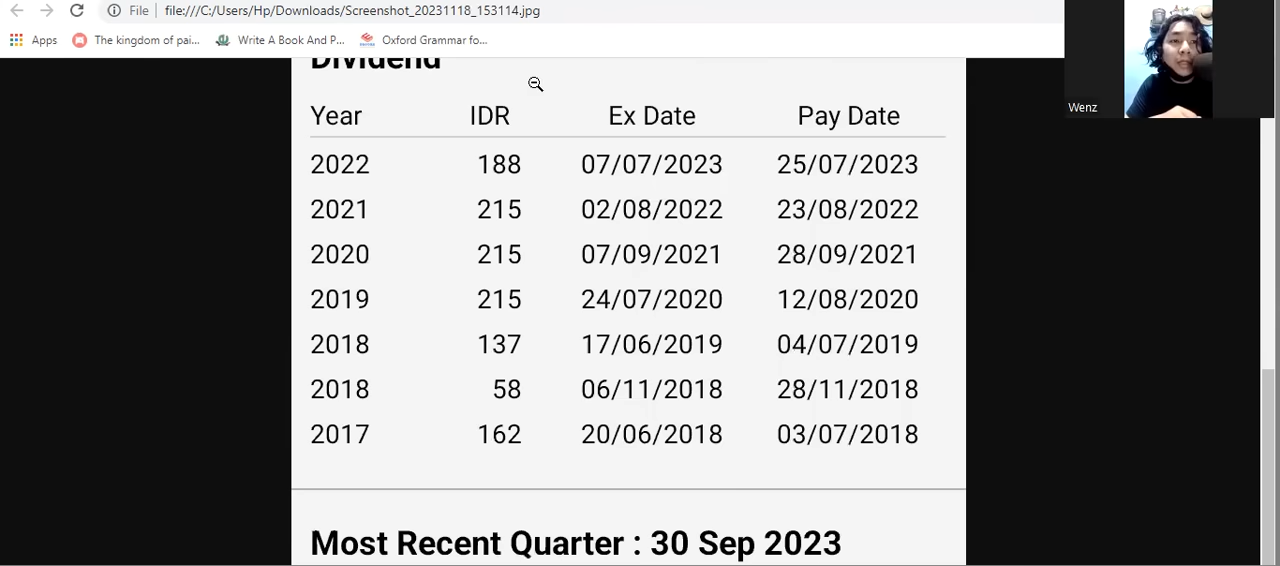 File file:///C:/Users/Hp/Downloads/Screenshot_20231118_153114.jpg
Apps The kingdom of pai... Write A Book And P... Oxford Grammar fo...
Wenz
Dividend
Year IDR Ex Date Pay Date
2022 188 07/07/2023 25/07/2023
2021 215 02/08/2022 23/08/2022
2020 215 07/09/2021 28/09/2021
2019 215 24/07/2020 12/08/2020
2018 137 17/06/2019 04/07/2019
2018 58 06/11/2018 28/11/2018
2017 162 20/06/2018 03/07/2018
Most Recent Quarter : 30 Sep 2023